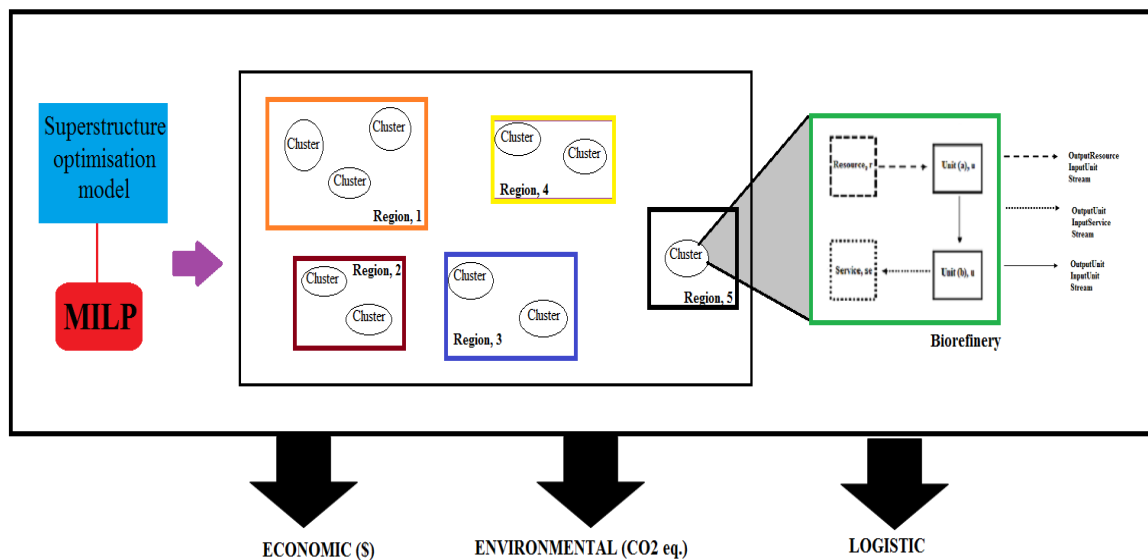 Superstructure
optimisation
model
MILP
Cluster
Cluster
Cluster
Region, 1
Cluster
Cluster
Region, 4
Region, 2
Cluster
Cluster
Cluster
Cluster
Region, 3
Cluster
Region, 5
Resource, r
Unit (a), u
Service, se
Unit (b), u
Biorefinery
OutputResource
InputUnit
Stream
OutputUnit
InputService
Stream
OutputUnit
InputUnit
Stream
ECONOMIC ($)
ENVIRONMENTAL (CO2 eq.)
LOGISTIC